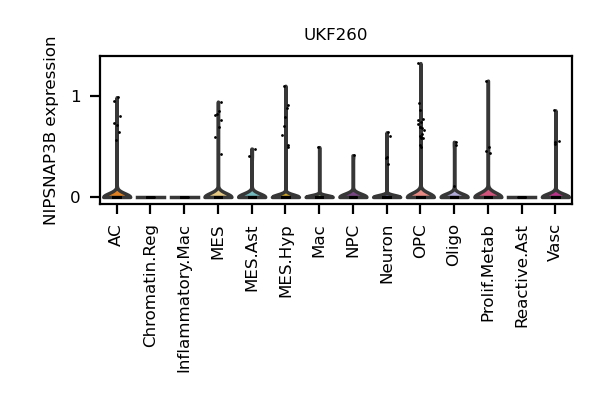 UKF260
NIPSNAP3B expression
1
0
AC
Chromatin.Reg
Inflammatory.Mac
MES
MES.Ast
MES.Hyp
Mac
NPC
Neuron
OPC
Oligo
Prolif.Metab
Reactive.Ast
Vasc